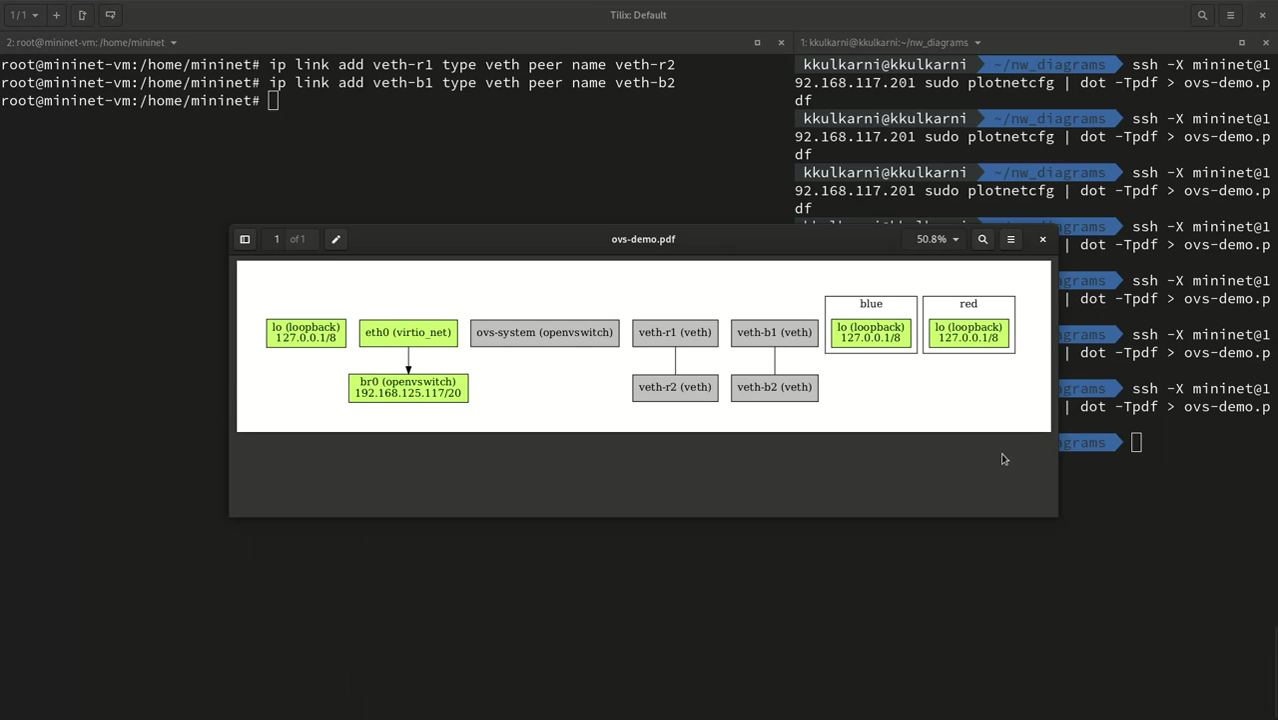 1 / 1
Tilix: Default
2: root@mininet-vm: /home/mininet
root@mininet-vm:/home/mininet# ip link add veth-r1 type veth peer name veth-r2
root@mininet-vm:/home/mininet# ip link add veth-b1 type veth peer name veth-b2
root@mininet-vm:/home/mininet#
1: kkulkarni@kkulkarni:~/nw_diagrams
kkulkarni@kkulkarni ~/nw_diagrams ssh -X mininet@1
92.168.117.201 sudo plotnetcfg | dot -Tpdf > ovs-demo.p
df
kkulkarni@kkulkarni ~/nw_diagrams ssh -X mininet@1
92.168.117.201 sudo plotnetcfg | dot -Tpdf > ovs-demo.p
df
kkulkarni@kkulkarni ~/nw_diagrams ssh -X mininet@1
92.168.117.201 sudo plotnetcfg | dot -Tpdf > ovs-demo.p
df
ssh -X mininet@1
| dot -Tpdf > ovs-demo.p
agrams ssh -X mininet@1
| dot -Tpdf > ovs-demo.p
agrams ssh -X mininet@1
| dot -Tpdf > ovs-demo.p
agrams ssh -X mininet@1
| dot -Tpdf > ovs-demo.p
agrams
1 of 1
ovs-demo.pdf
50.8%
lo (loopback)
127.0.0.1/8
eth0 (virtio_net)
br0 (openvswitch)
192.168.125.117/20
ovs-system (openvswitch)
veth-r1 (veth)
veth-r2 (veth)
veth-b1 (veth)
veth-b2 (veth)
blue
lo (loopback)
127.0.0.1/8
red
lo (loopback)
127.0.0.1/8